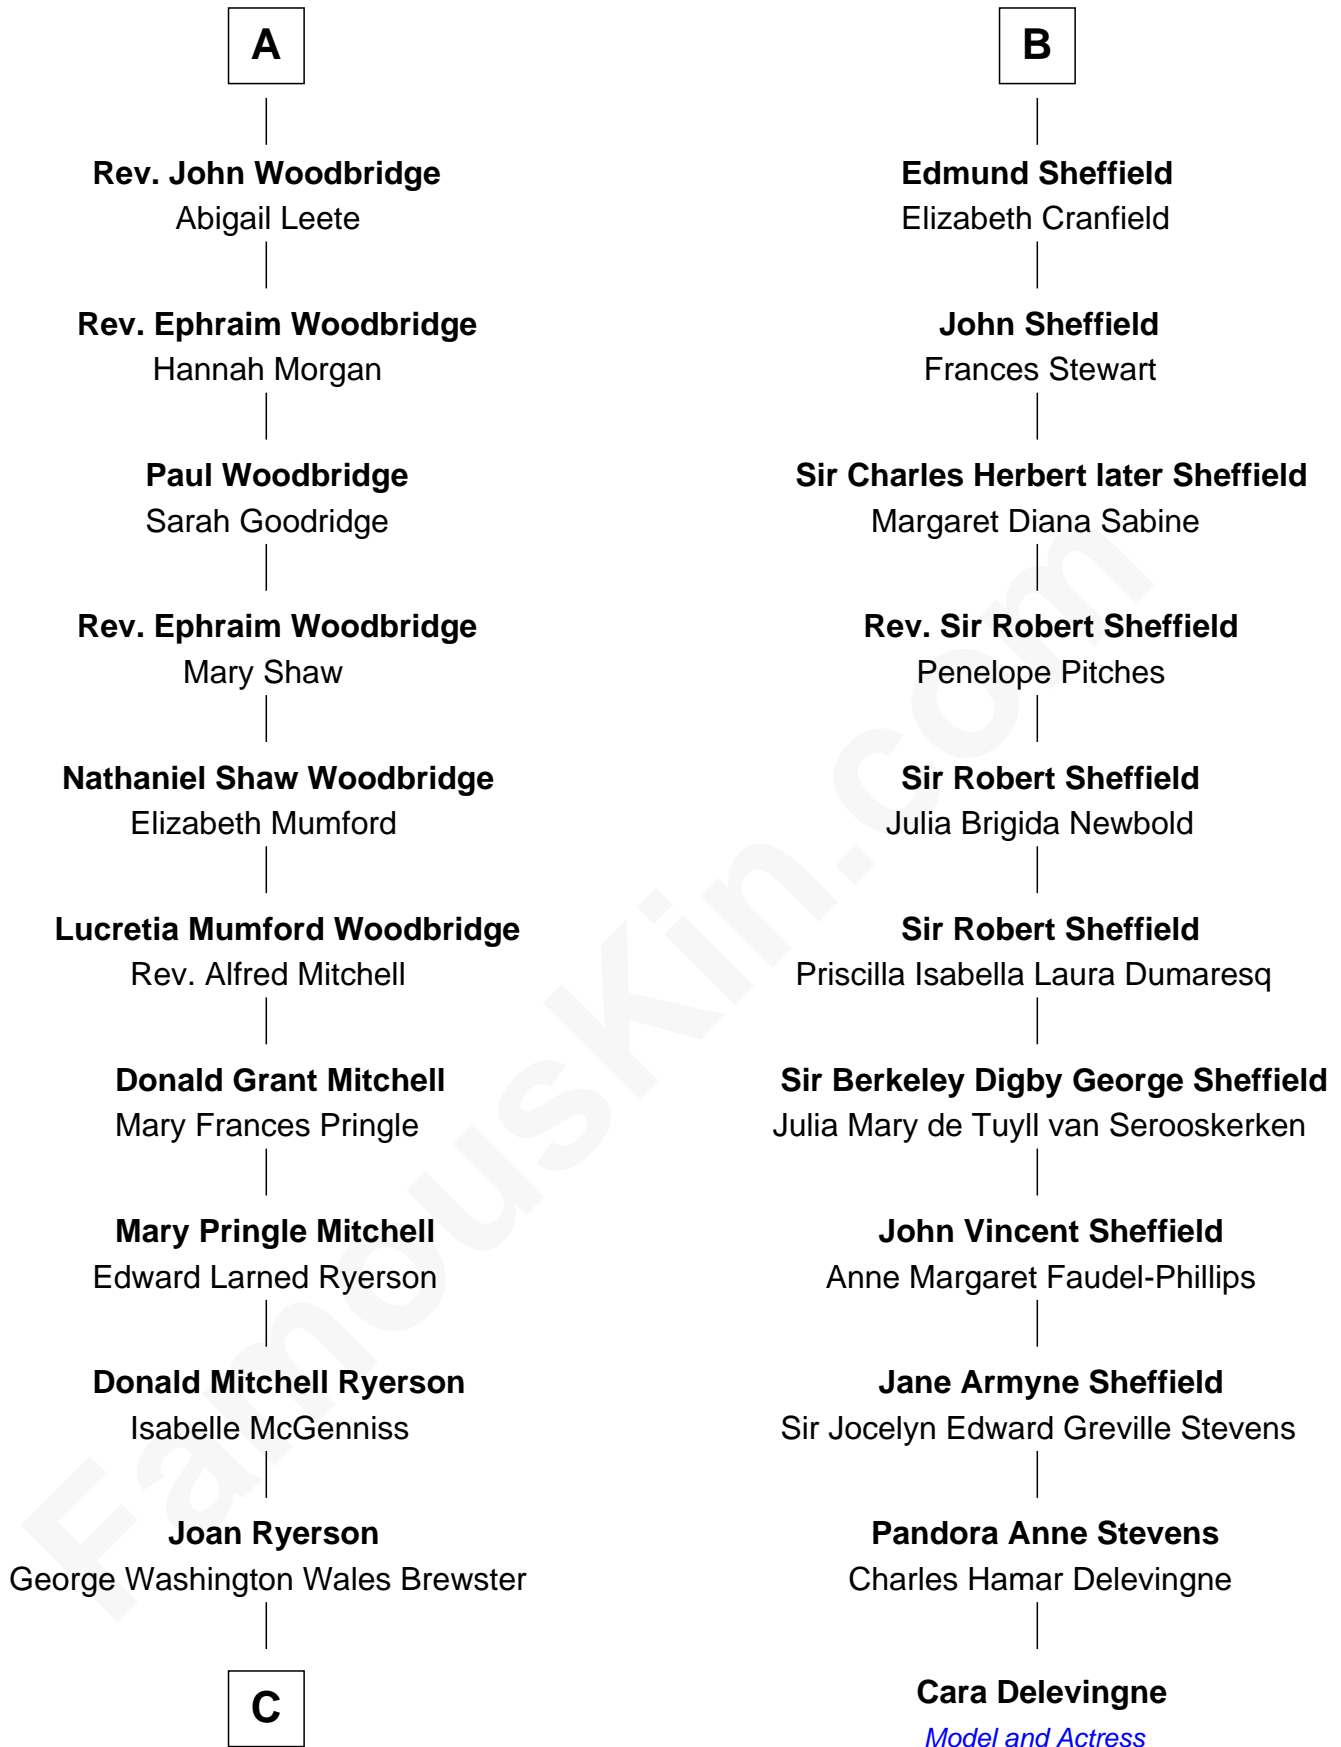 A
Rev. John Woodbridge
Abigail Leete
Rev. Ephraim Woodbridge
Hannah Morgan
Paul Woodbridge
Sarah Goodridge
Rev. Ephraim Woodbridge
Mary Shaw
Nathaniel Shaw Woodbridge
Elizabeth Mumford
Lucretia Mumford Woodbridge
Rev. Alfred Mitchell
Donald Grant Mitchell
Mary Frances Pringle
Mary Pringle Mitchell
Edward Larned Ryerson
Donald Mitchell Ryerson
Isabelle McGenniss
Joan Ryerson
George Washington Wales Brewster
C
B
Edmund Sheffield
Elizabeth Cranfield
John Sheffield
Frances Stewart
Sir Charles Herbert later Sheffield
Margaret Diana Sabine
Rev. Sir Robert Sheffield
Penelope Pitches
Sir Robert Sheffield
Julia Brigida Newbold
Sir Robert Sheffield
Priscilla Isabella Laura Dumaresq
Sir Berkeley Digby George Sheffield
Julia Mary de Tuyll van Serooskerken
John Vincent Sheffield
Anne Margaret Faudel-Phillips
Jane Armyne Sheffield
Sir Jocelyn Edward Greville Stevens
Pandora Anne Stevens
Charles Hamar Delevingne
Cara Delevingne
Model and Actress
FamousKin.com